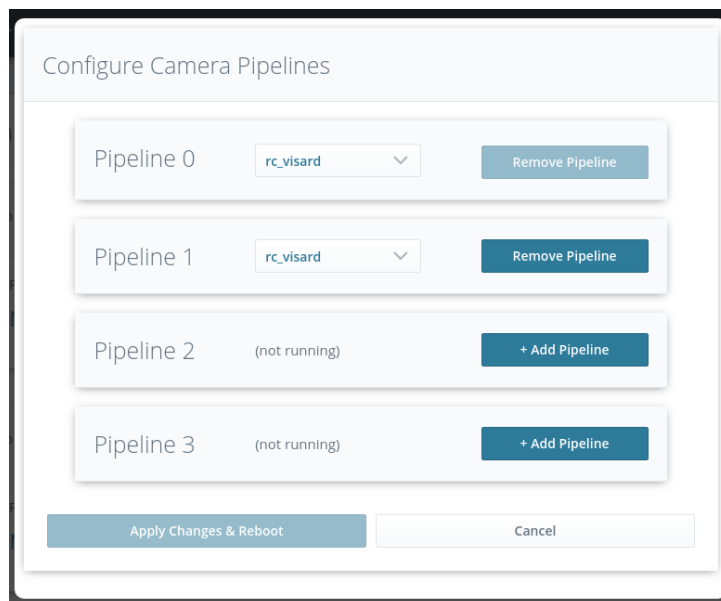 Configure Camera Pipelines
Pipeline 0 rc_visard Remove Pipeline
Pipeline 1 rc_visard Remove Pipeline
Pipeline 2 (not running) + Add Pipeline
Pipeline 3 (not running) + Add Pipeline
Apply Changes & Reboot Cancel